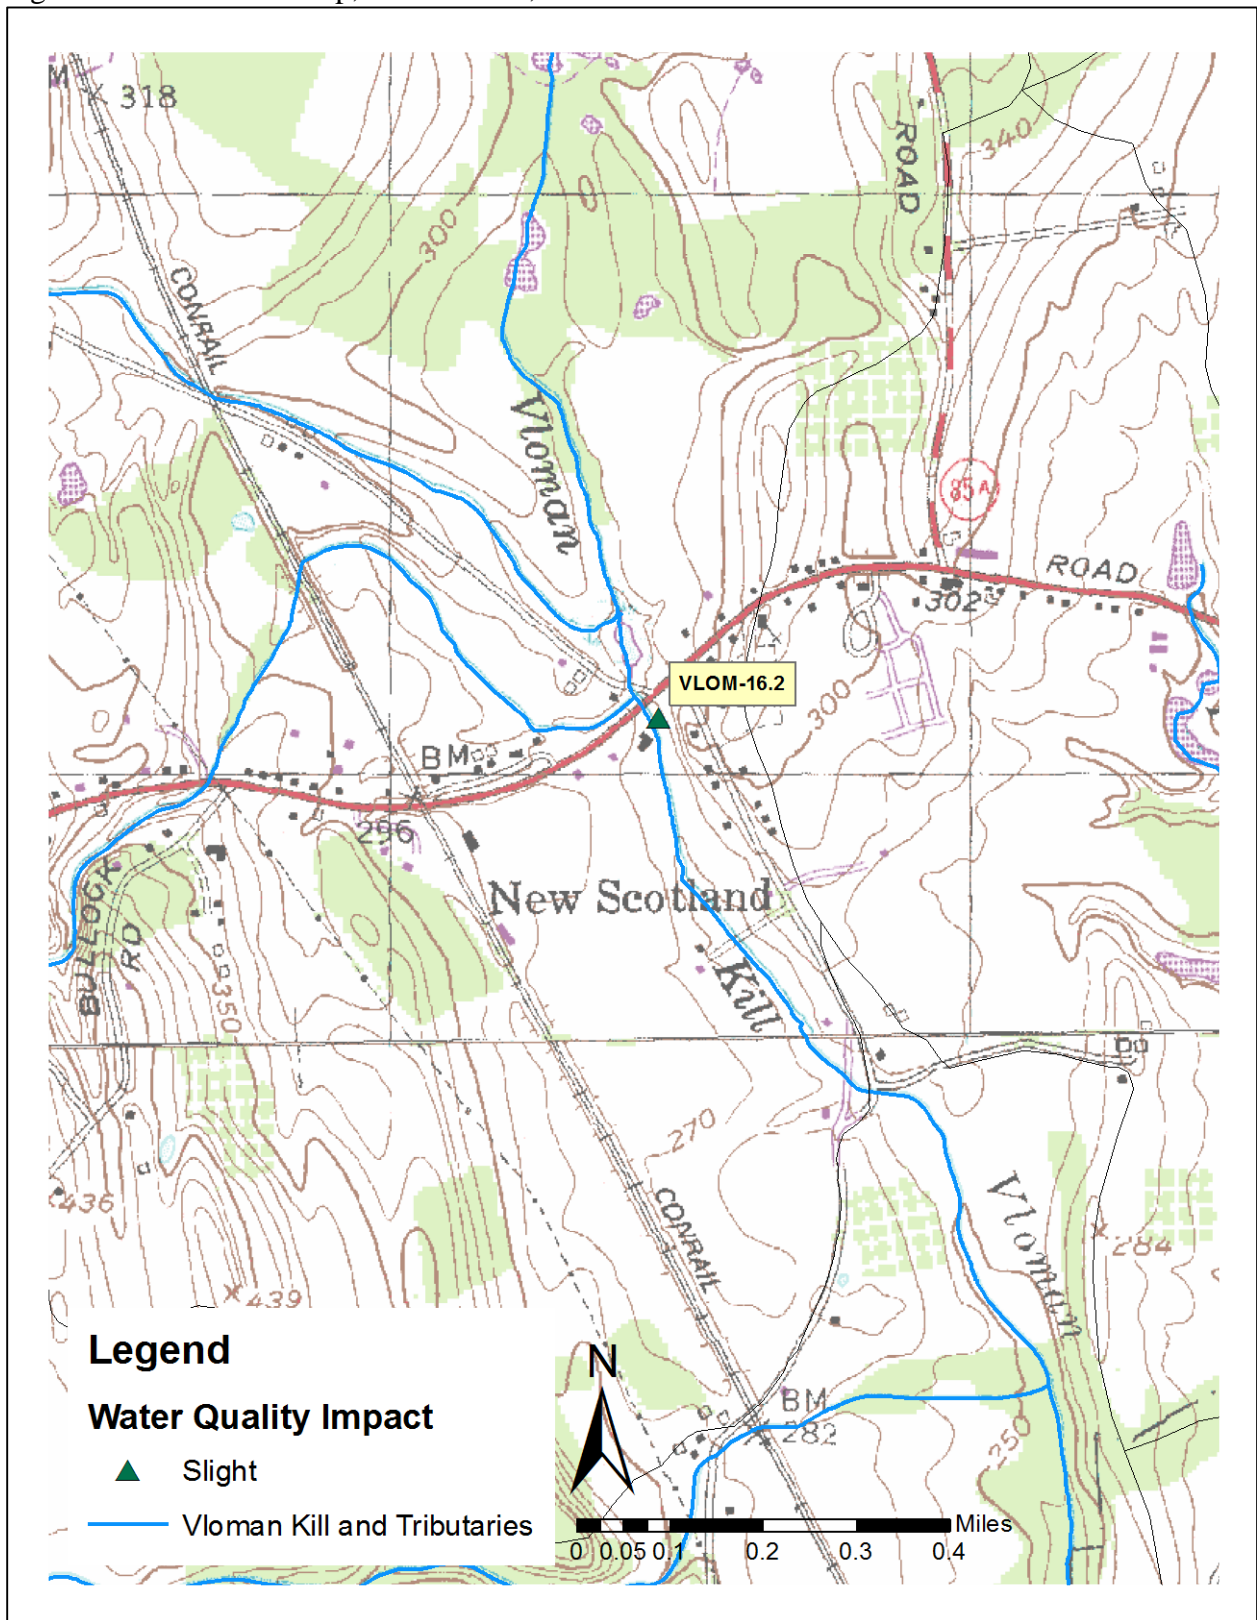 M
318
ROAD
340
300
CONRAIL
Vloman
85A
ROAD
302
VLOM-16.2
300
BM
296
New Scotland
BULLOCK
RD
350
Kill
270
CONRAIL
Vloman
436
284
439
BM
282
250
Legend
Water Quality Impact
Slight
Vloman Kill and Tributaries
N
Miles
0 0.05 0.1 0.2 0.3 0.4